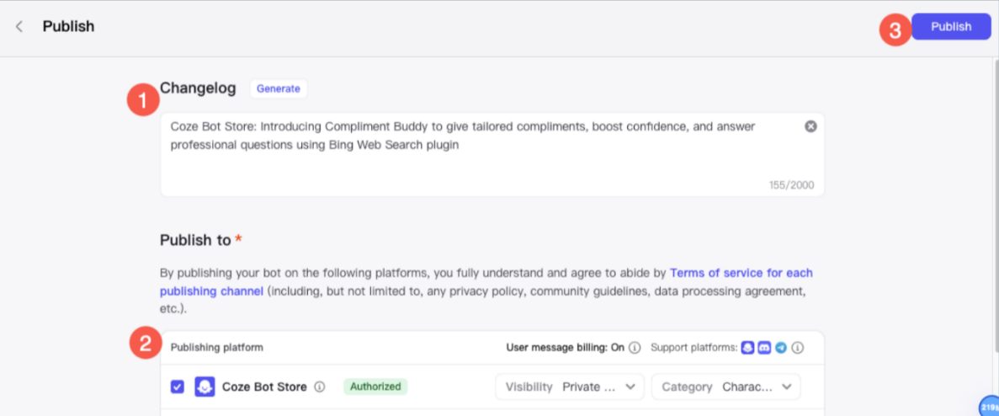 Publish
3
Publish
1
Changelog
Generate
Coze Bot Store: Introducing Compliment Buddy to give tailored compliments, boost confidence, and answer
professional questions using Bing Web Search plugin
155/2000
Publish to *
By publishing your bot on the following platforms, you fully understand and agree to abide by Terms of service for each
publishing channel (including, but not limited to, any privacy policy, community guidelines, data processing agreement,
etc.).
2
Publishing platform
User message billing: On
Support platforms:
Coze Bot Store
Authorized
Visibility Private ...
Category Charac...